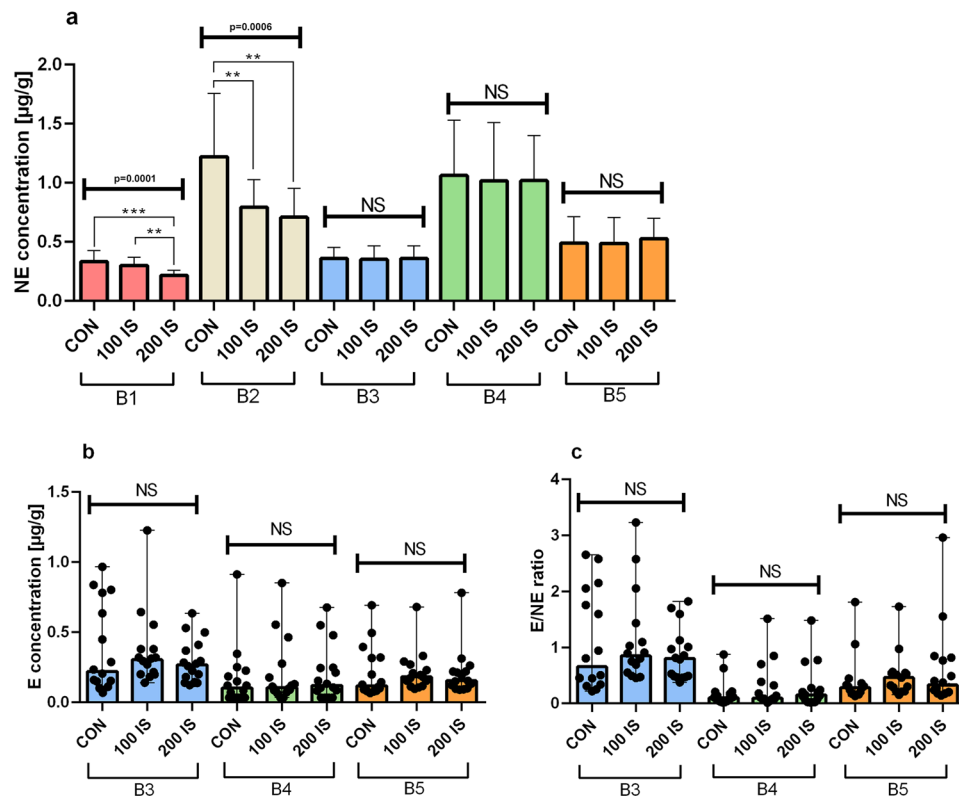 a
p=0.0006
2.0
**
**
NS
1.5
NE concentration [µg/g]
p=0.0001
1.0
NS
NS
***
**
0.5
0.0
CON 100 IS 200 IS CON 100 IS 200 IS CON 100 IS 200 IS CON 100 IS 200 IS CON 100 IS 200 IS
B1 B2 B3 B4 B5
b
NS
1.5
NS
NS
1.0
E concentration [µg/g]
0.5
0.0
CON 100 IS 200 IS CON 100 IS 200 IS CON 100 IS 200 IS
B3 B4 B5
c
4
NS
NS
3
NS
E/NE ratio
2
1
0
CON 100 IS 200 IS CON 100 IS 200 IS CON 100 IS 200 IS
B3 B4 B5